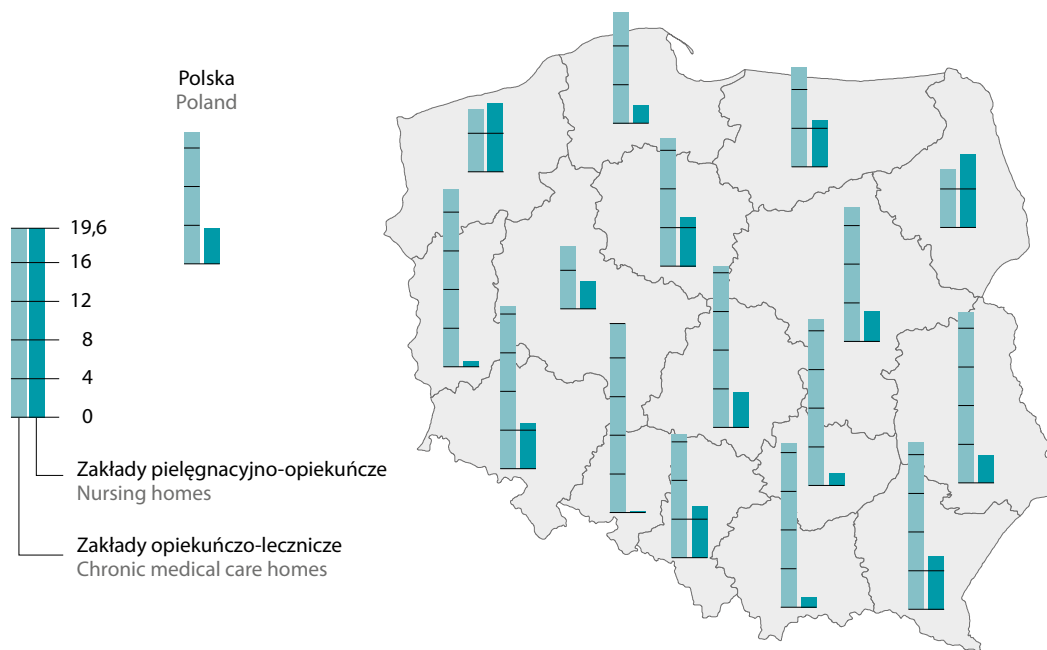 Polska
Poland
19,6
16
12
8
4
0
Zakłady pielęgnacyjno-opiekuńcze
Nursing homes
Zakłady opiekuńczo-lecznicze
Chronic medical care homes